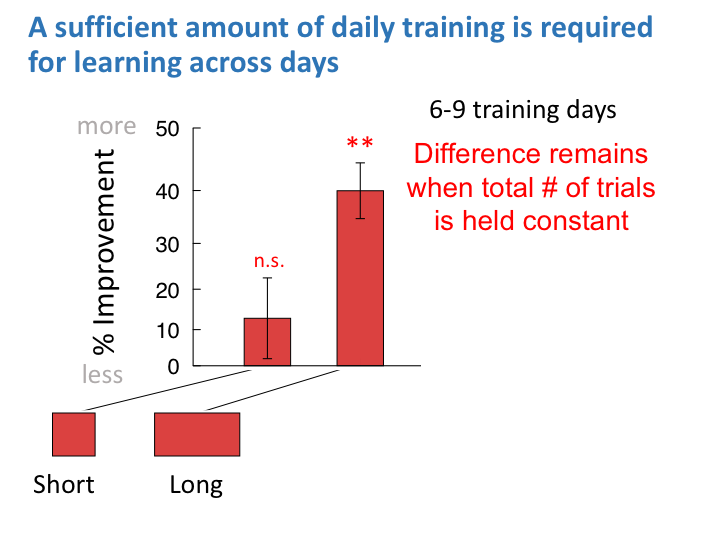 A sufficient amount of daily training is required
for learning across days
6-9 training days
Difference remains
when total # of trials
is held constant
more
% Improvement
less
50
40
30
20
10
0
n.s.
**
Short
Long